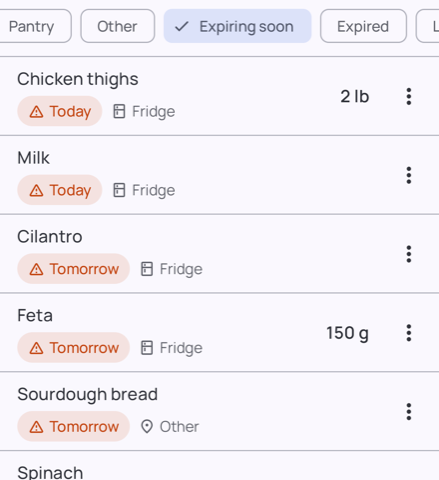 Pantry Other Expiring soon Expired
Chicken thighs
2 lb
Today Fridge
Milk
Today Fridge
Cilantro
Tomorrow Fridge
Feta
150 g
Tomorrow Fridge
Sourdough bread
Tomorrow Other
Spinach